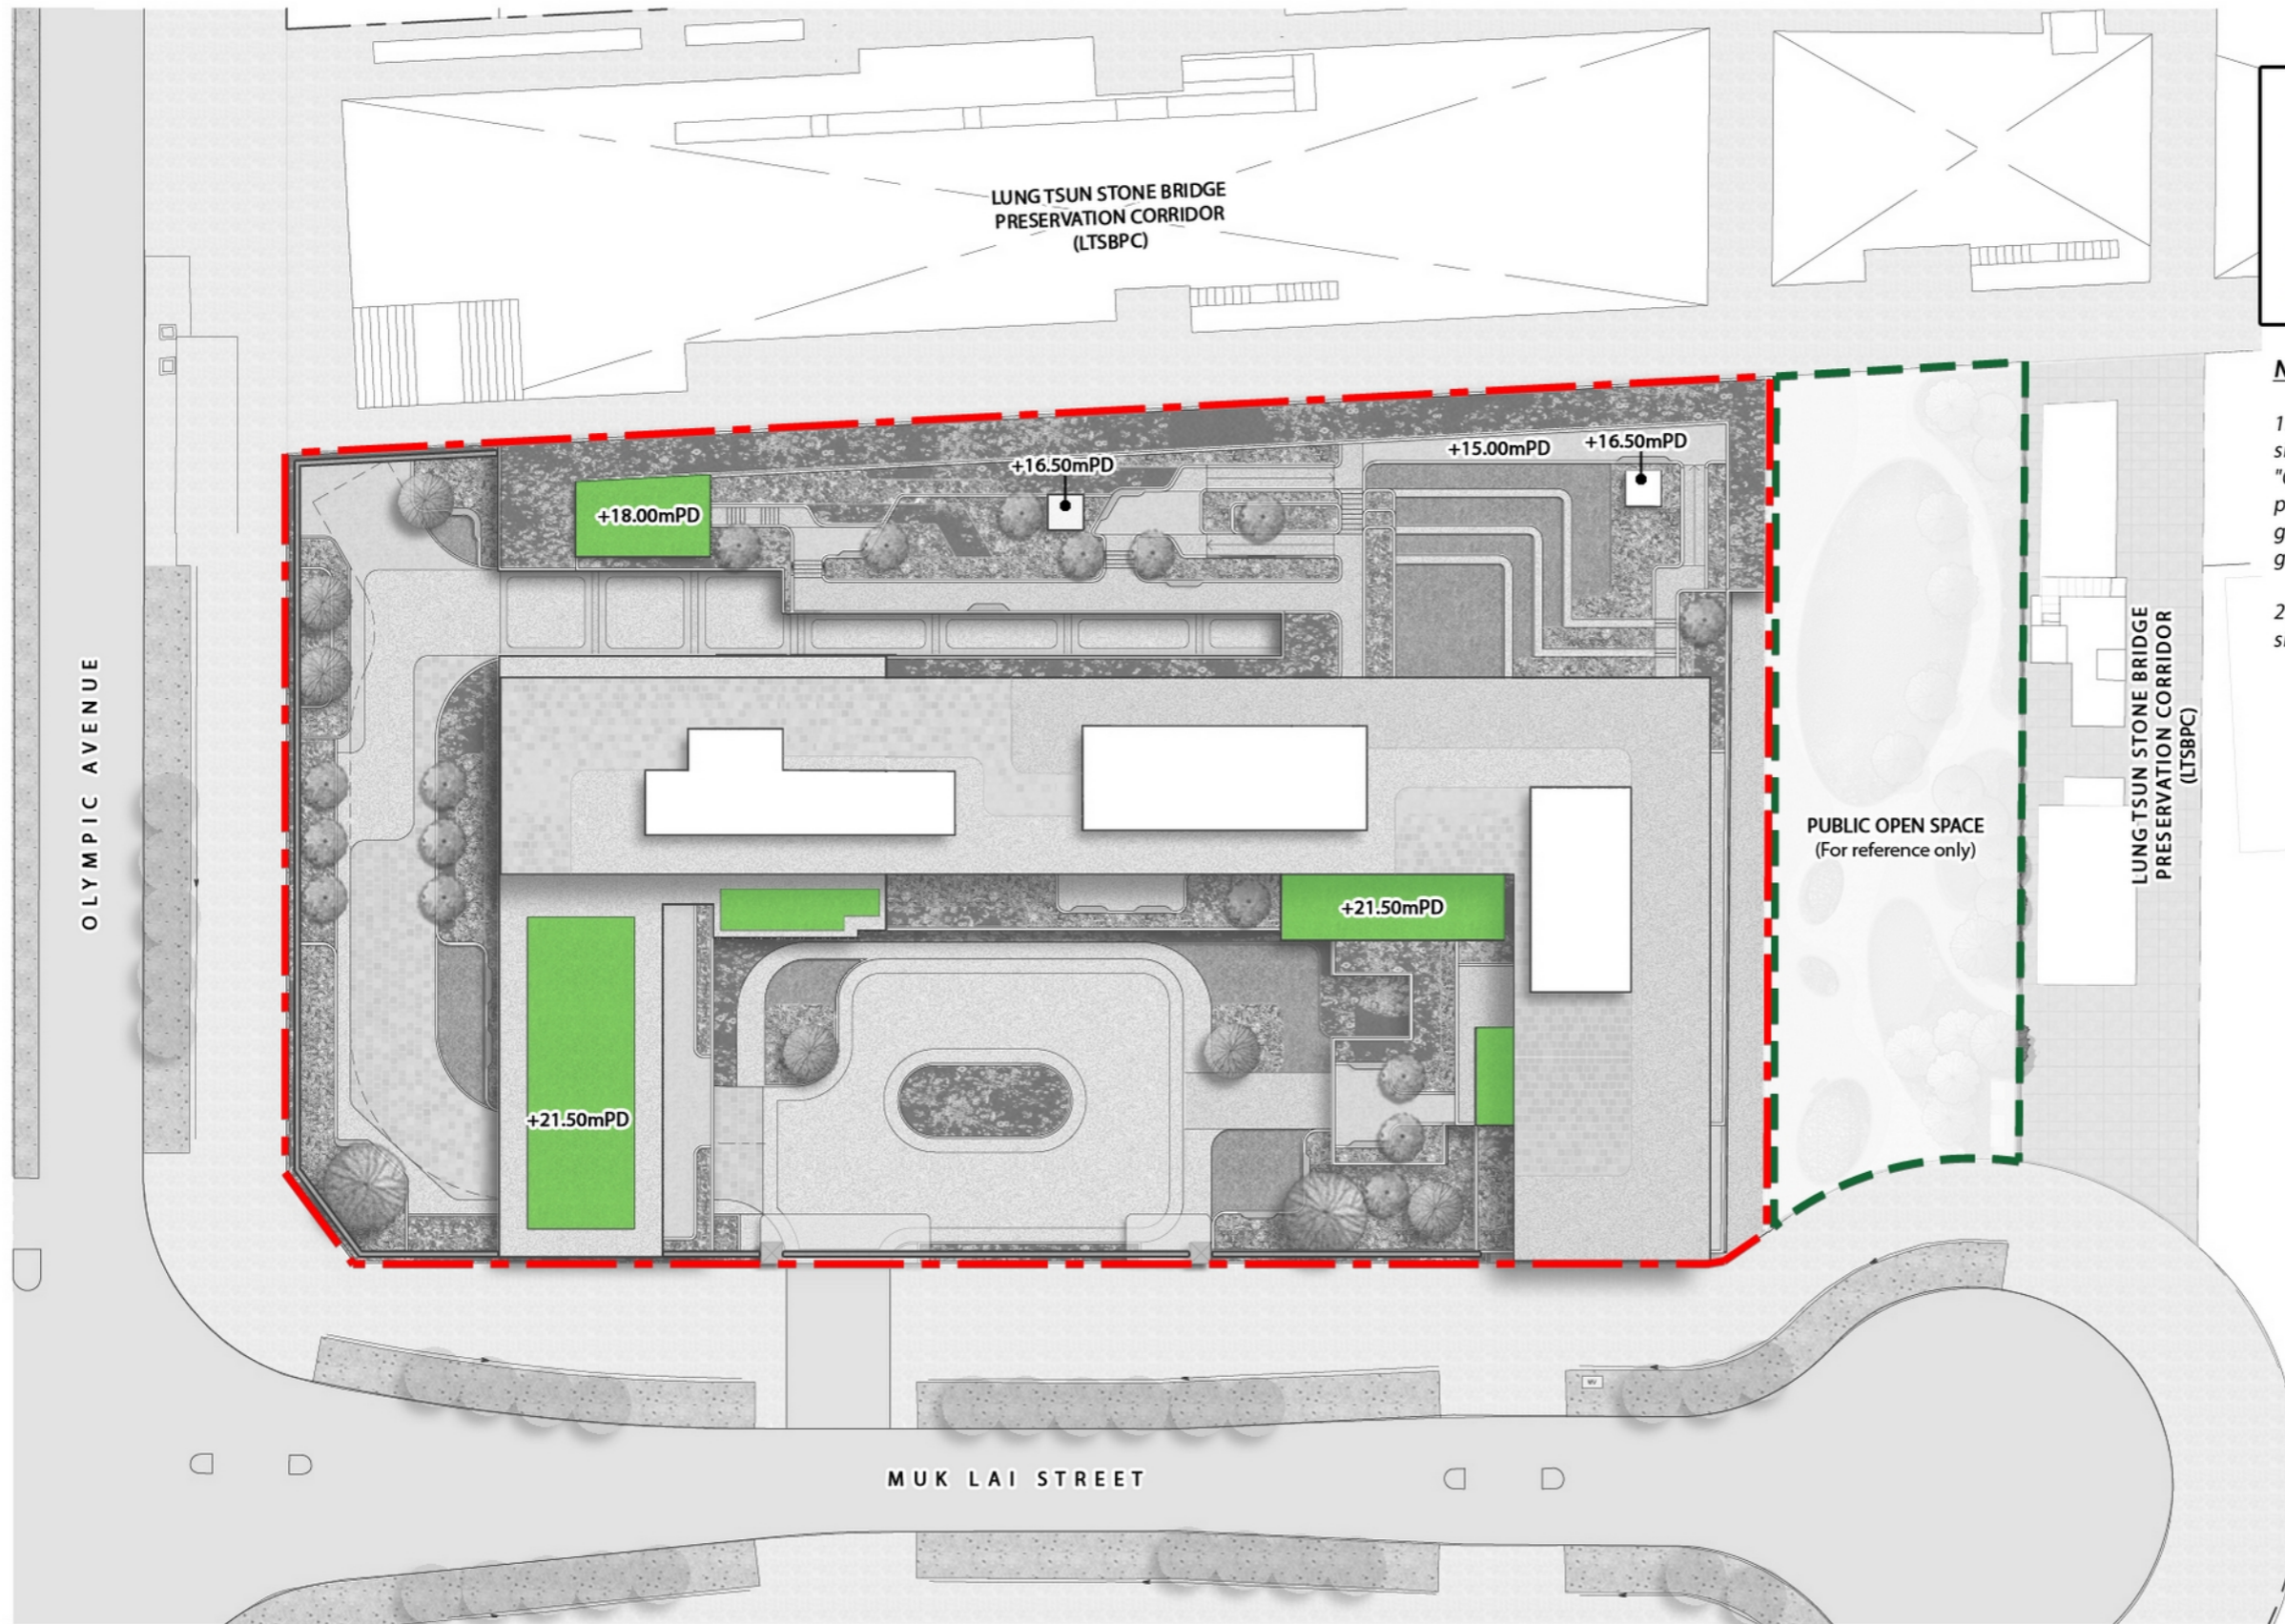 LUNG TSUN STONE BRIDGE
PRESERVATION CORRIDOR
(LTSBPC)
+16.50mPD
+15.00mPD
+16.50mPD
+18.00mPD
OLYMPIC AVENUE
PUBLIC OPEN SPACE
(For reference only)
LUNG TSUN STONE BRIDGE
PRESERVATION CORRIDOR
(LTSBPC)
+21.50mPD
+21.50mPD
MUK LAI STREET